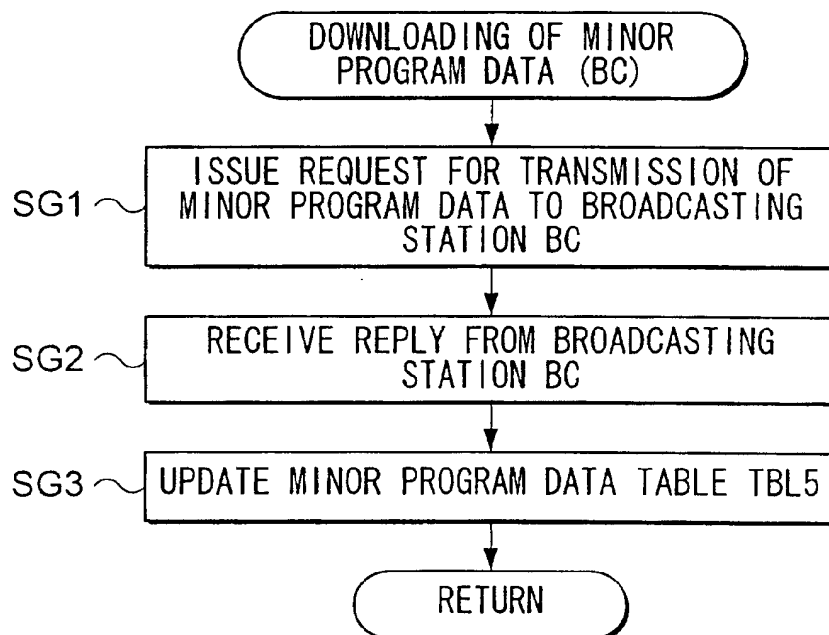 DOWNLOADING OF MINOR
PROGRAM DATA (BC)
SG1
ISSUE REQUEST FOR TRANSMISSION OF
MINOR PROGRAM DATA TO BROADCASTING
STATION BC
SG2
RECEIVE REPLY FROM BROADCASTING
STATION BC
SG3
UPDATE MINOR PROGRAM DATA TABLE TBL5
RETURN